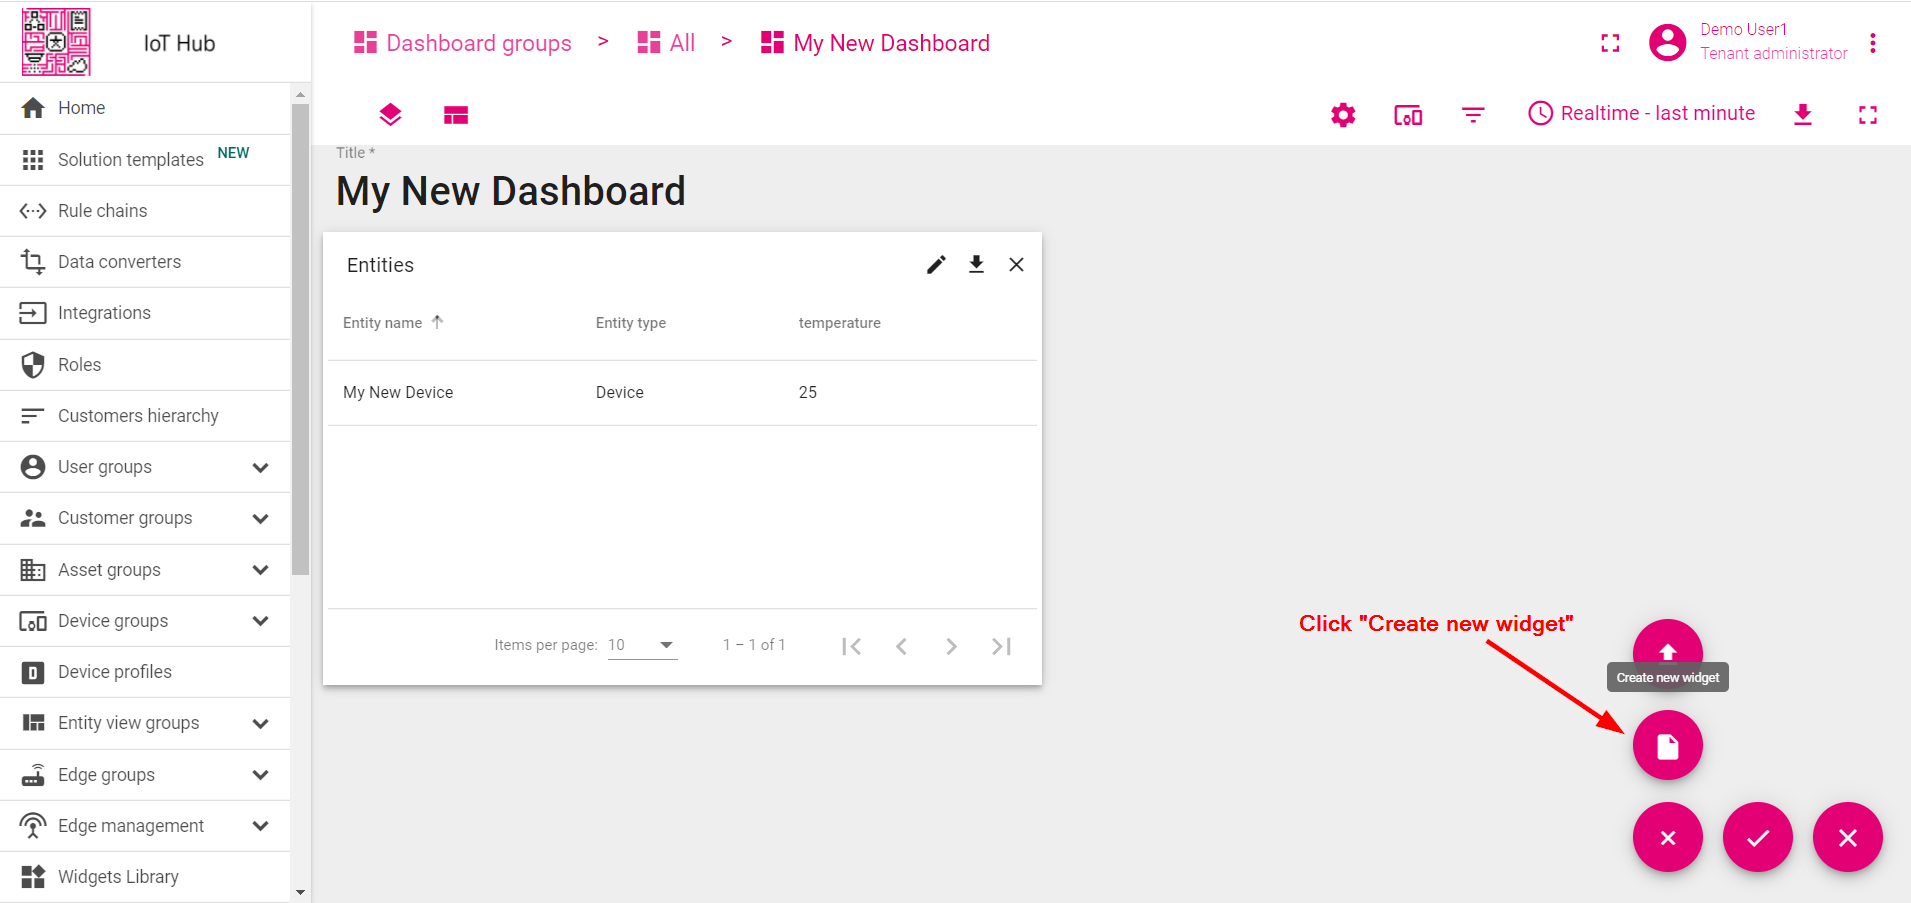 IoT Hub
Dashboard groups > All > My New Dashboard
Demo User1
Tenant administrator
Home
Solution templates NEW
Rule chains
Data converters
Integrations
Roles
Customers hierarchy
User groups
Customer groups
Asset groups
Device groups
D Device profiles
Entity view groups
Edge groups
Edge management
Widgets Library
Realtime - last minute
Title *
My New Dashboard
Entities
Entity name Entity type temperature
My New Device Device 25
Items per page: 10 1 – 1 of 1
Click "Create new widget"
Create new widget